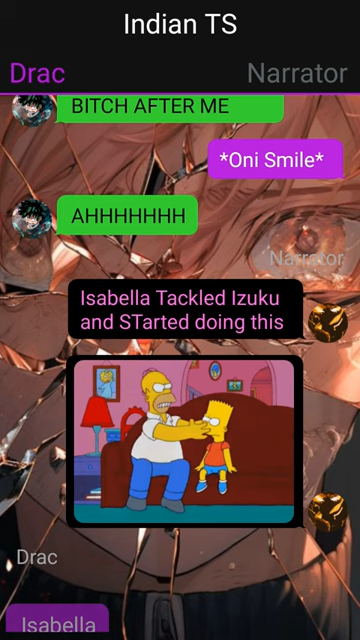 Indian TS
Drac
Narrator
BITCH AFTER ME
*Oni Smile*
AHHHHHHH
Narrator
Isabella Tackled Izuku
and STarted doing this
Drac
Isabella